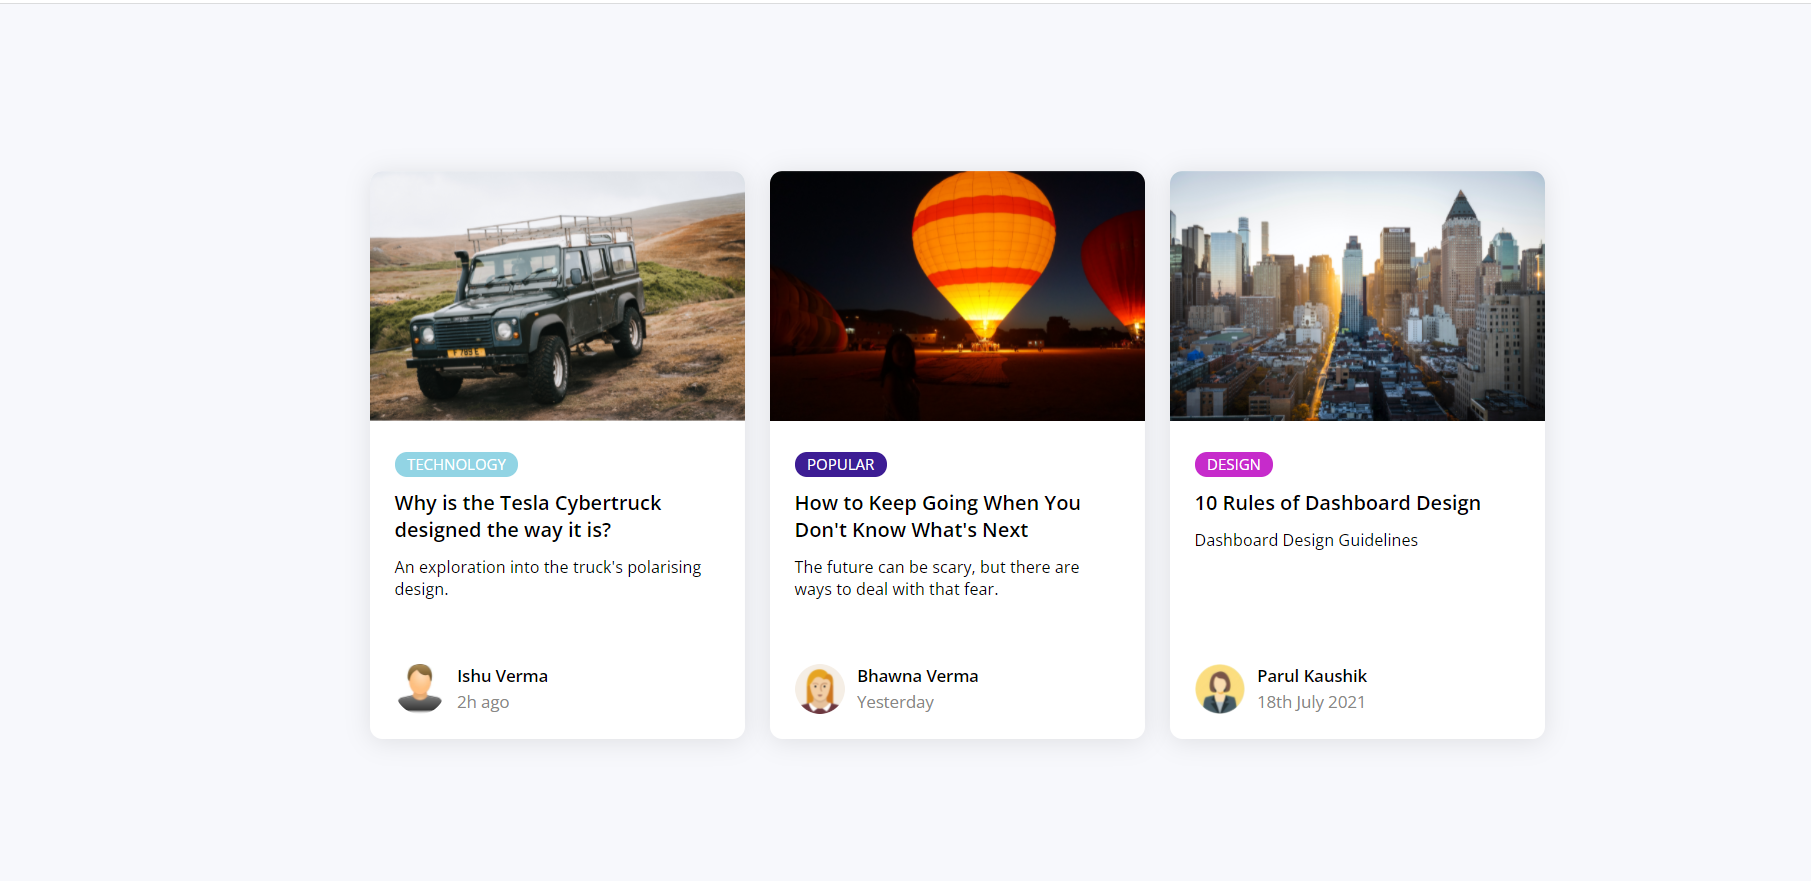 TECHNOLOGY
Why is the Tesla Cybertruck
designed the way it is?
An exploration into the truck's polarising
design.
Ishu Verma
2h ago
POPULAR
How to Keep Going When You
Don't Know What's Next
The future can be scary, but there are
ways to deal with that fear.
Bhawna Verma
Yesterday
DESIGN
10 Rules of Dashboard Design
Dashboard Design Guidelines
Parul Kaushik
18th July 2021